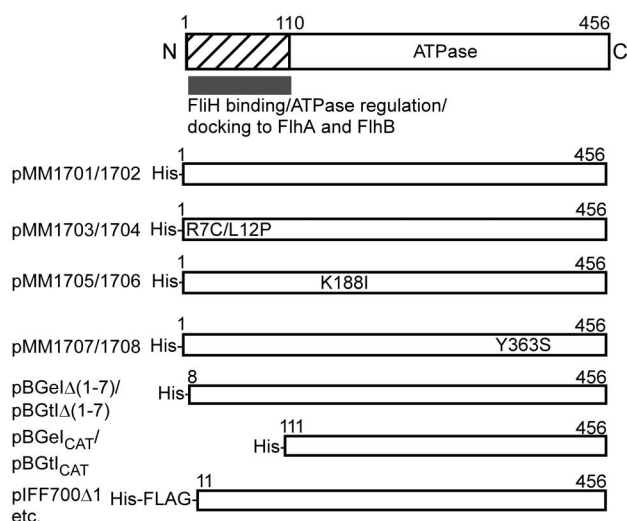 1 110 456
N ATPase C
FliH binding/ATPase regulation/
docking to FlhA and FlhB
1 456
pMM1701/1702 His-
1 456
pMM1703/1704 His- R7C/L12P
1 456
pMM1705/1706 His- K188I
1 456
pMM1707/1708 His- Y363S
8 456
pBGeIΔ(1-7)/ His-
pBGtIΔ(1-7)
111 456
pBGeI_CAT/ His-
pBGtI_CAT
11 456
pIFF700Δ1 His-FLAG-
etc.